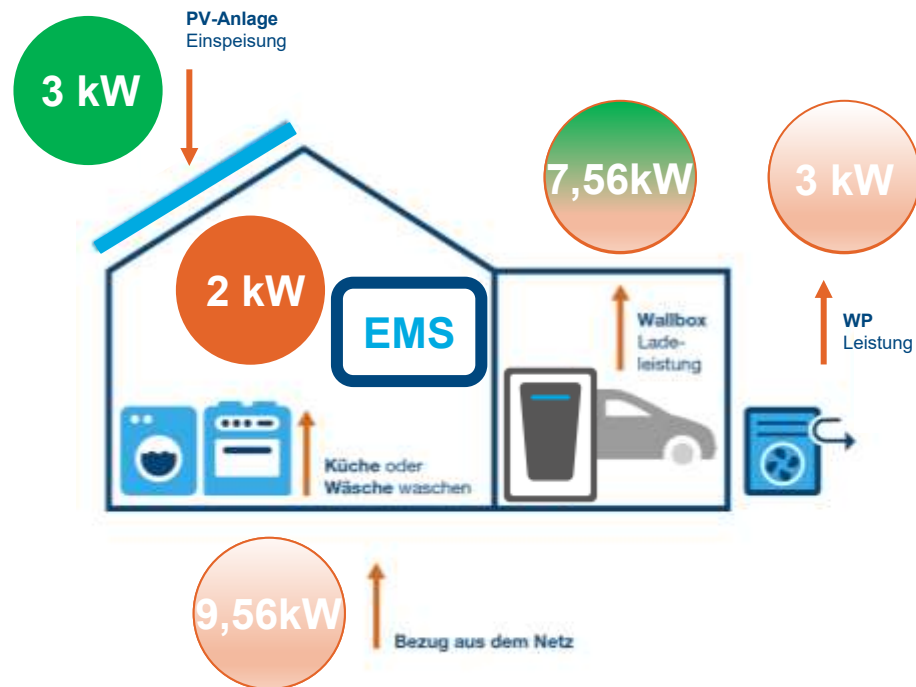 PV-Anlage
Einspeisung
3 kW
7,56kW
3 kW
2 kW
EMS
Wallbox
Lade-
leistung
WP
Leistung
Küche oder
Wäsche waschen
9,56kW
Bezug aus dem Netz